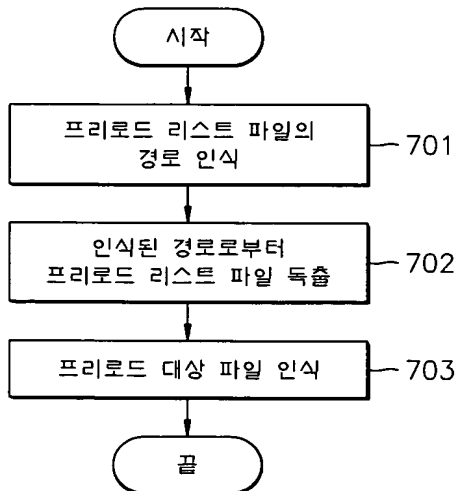 시작
프리로드 리스트 파일의
경로 인식
701
인식된 경로로부터
프리로드 리스트 파일 독출
702
프리로드 대상 파일 인식
703
끝